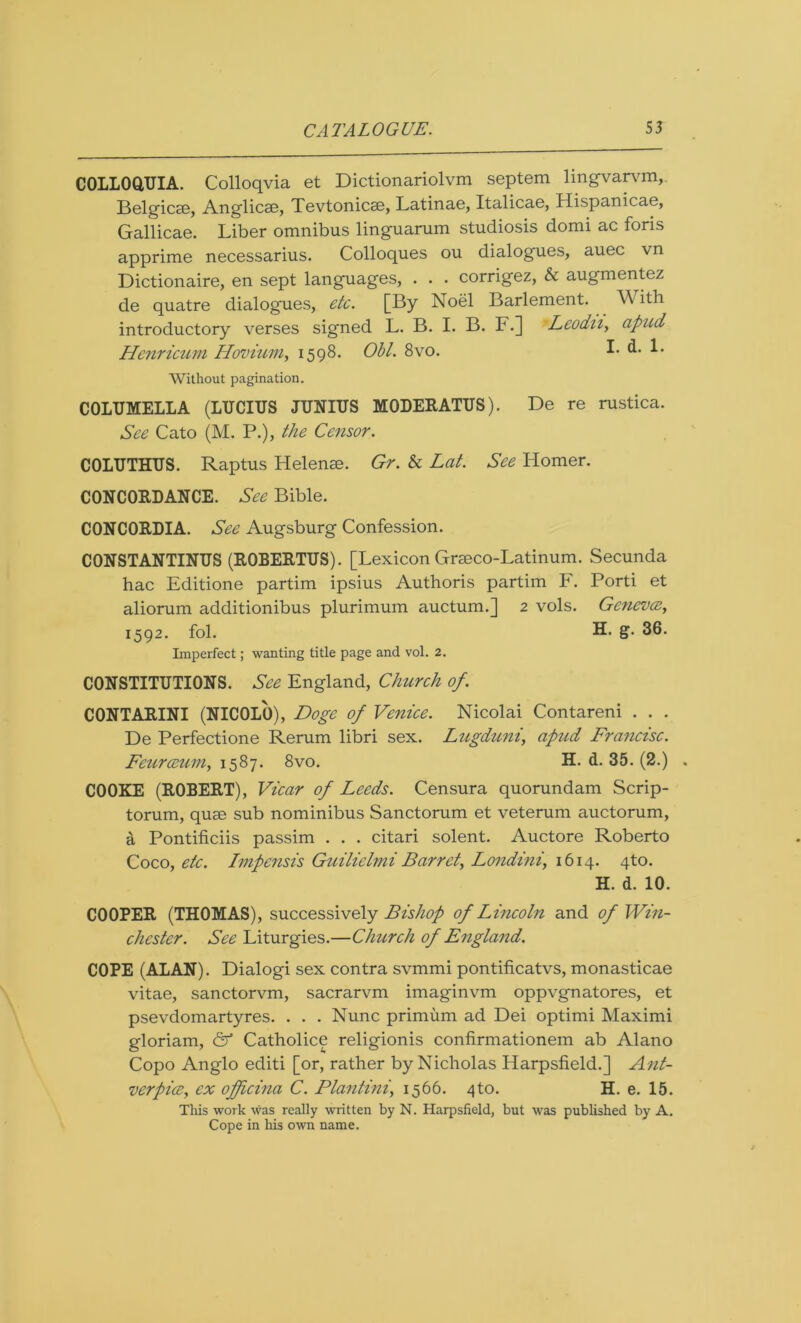 CATALOGUE. 53
COLLOQUIA. Colloqvia et Dictionariolvm septem lingvarvm,
Belgicæ, Anglicæ, Tevtonicæ, Latinae, Italicae, Hispanicae,
Gallicae. Liber omnibus linguarum studiosis domi ac foris
apprime necessarius. Colloques ou dialogues, auec vn
Dictionaire, en sept languages, . . . corrigez, & augmentez
de quatre dialogues, etc. [By Noël Barlement. With
introductory verses signed L. B. I. B. F.] Leodii, apud
Henricum Hovium, 1598. Obl. 8vo. I. d. 1.
Without pagination.
COLUMELLA (LUCIUS JUNIUS MODERATUS). De re rustica.
See Cato (M. P.), the Censor.
COLUTHUS. Raptus Helenæ. Gr. & Lat. See Homer.
CONCORDANCE. See Bible.
CONCORDIA. See Augsburg Confession.
CONSTANTINUS (ROBERTUS). [Lexicon Græco-Latinum. Secunda
hac Editione partim ipsius Authoris partim F. Porti et
aliorum additionibus plurimum auctum.] 2 vols. Genevæ,
1592. fol. H. g. 36.
Imperfect; wanting title page and vol. 2.
CONSTITUTIONS. See England, Church of.
CONTARINI (NICOLÒ), Doge of Venice. Nicolai Contareni . . .
De Perfectione Rerum libri sex. Lugduni, apud Francisc.
Feuræum, 1587. 8vo. H. d. 35. (2.)
COOKE (ROBERT), Vicar of Leeds. Censura quorundam Scrip-
torum, quæ sub nominibus Sanctorum et veterum auctorum,
à Pontificiis passim . . . citari solent. Auctore Roberto
Coco, etc. Impensis Guilielmi Barret, Londini, 1614. 4to.
H. d. 10.
COOPER (THOMAS), successively Bishop of Lincoln and of Win-
chester. See Liturgies.—Church of England.
COPE (ALAN). Dialogi sex contra svmmi pontificatvs, monasticae
vitae, sanctorvm, sacrarvm imaginvm oppvgnatores, et
psevdomartyres. . . . Nunc primùm ad Dei optimi Maximi
gloriam, & Catholicę religionis confirmationem ab Alano
Copo Anglo editi [or, rather by Nicholas Harpsfield.] Ant-
verpiæ, ex officina C. Plantini, 1566. 4to. H. e. 15.
This work was really written by N. Harpsfield, but was published by A.
Cope in his own name.